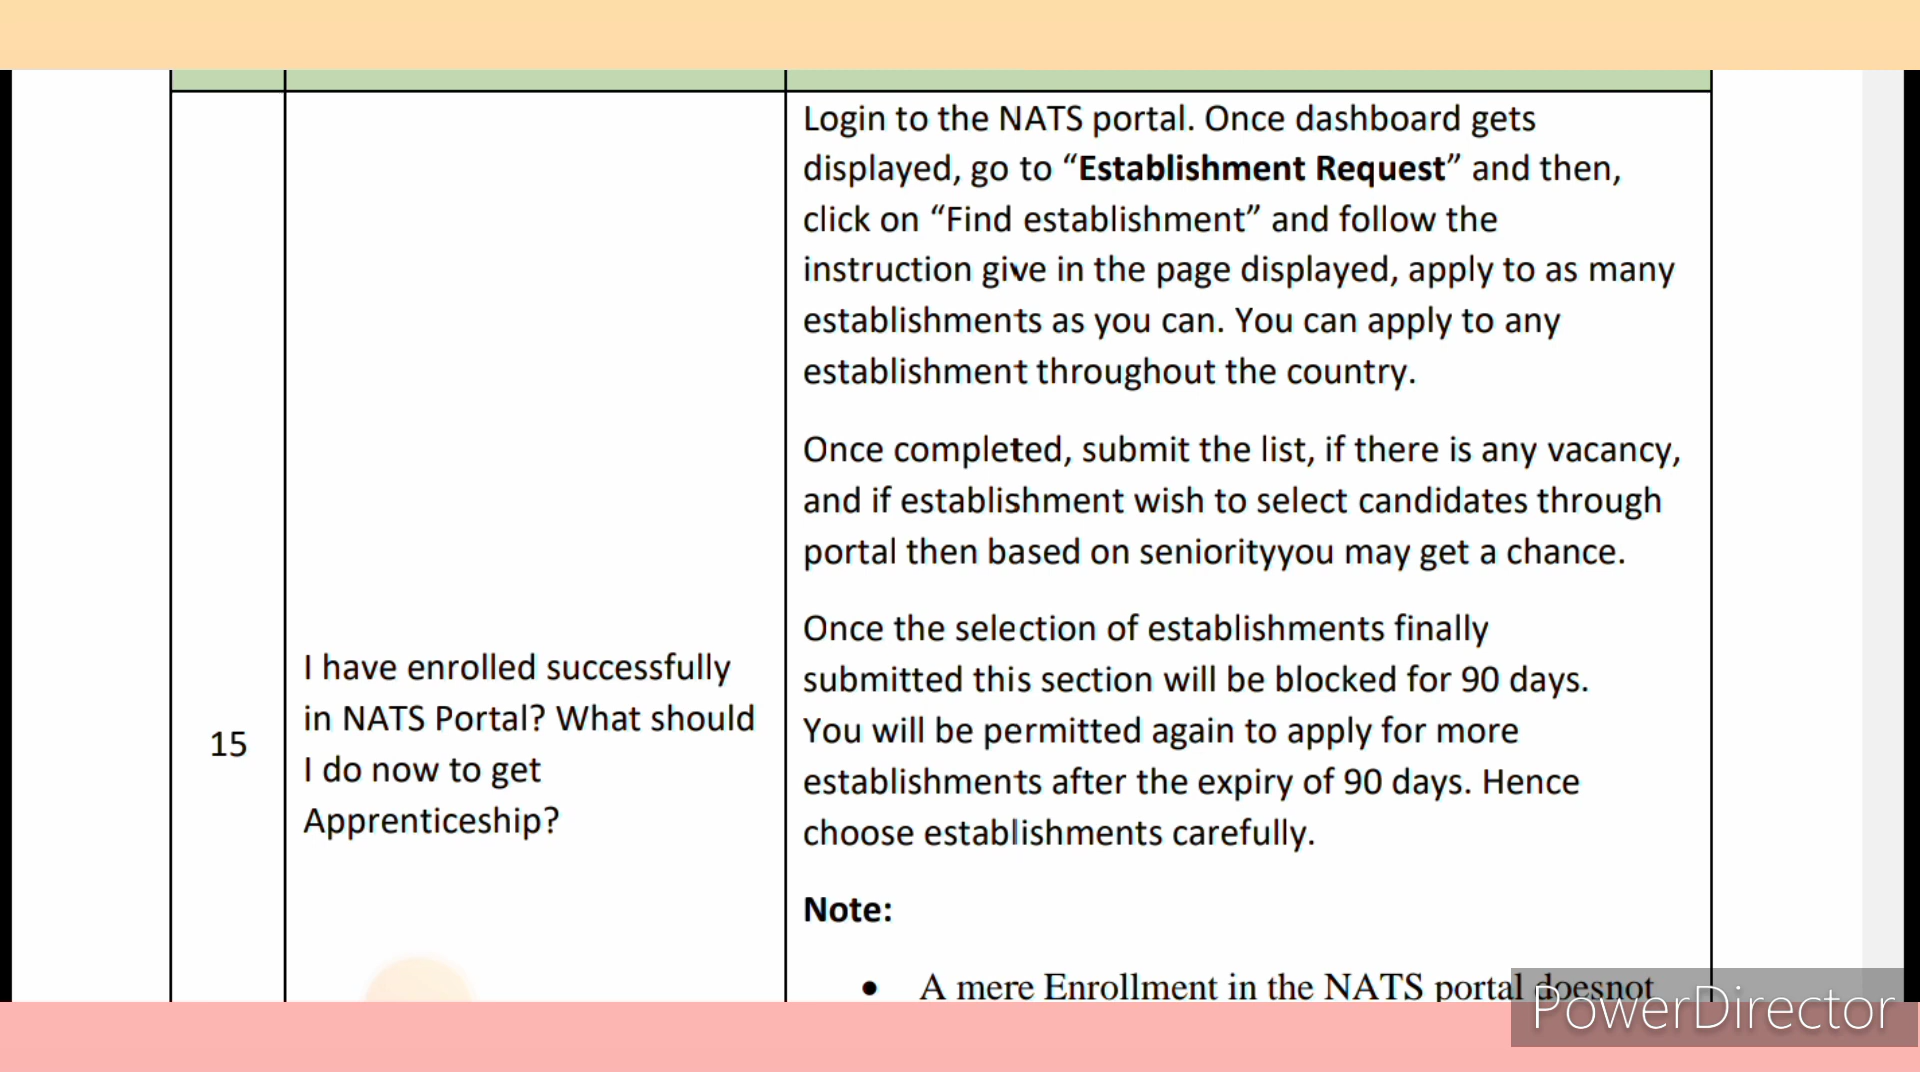 15
I have enrolled successfully
in NATS Portal? What should
I do now to get
Apprenticeship?
Login to the NATS portal. Once dashboard gets
displayed, go to “Establishment Request” and then,
click on “Find establishment” and follow the
instruction give in the page displayed, apply to as many
establishments as you can. You can apply to any
establishment throughout the country.
Once completed, submit the list, if there is any vacancy,
and if establishment wish to select candidates through
portal then based on seniorityyou may get a chance.
Once the selection of establishments finally
submitted this section will be blocked for 90 days.
You will be permitted again to apply for more
establishments after the expiry of 90 days. Hence
choose establishments carefully.
Note:
• A mere Enrollment in the NATS portal doesnot
PowerDirector